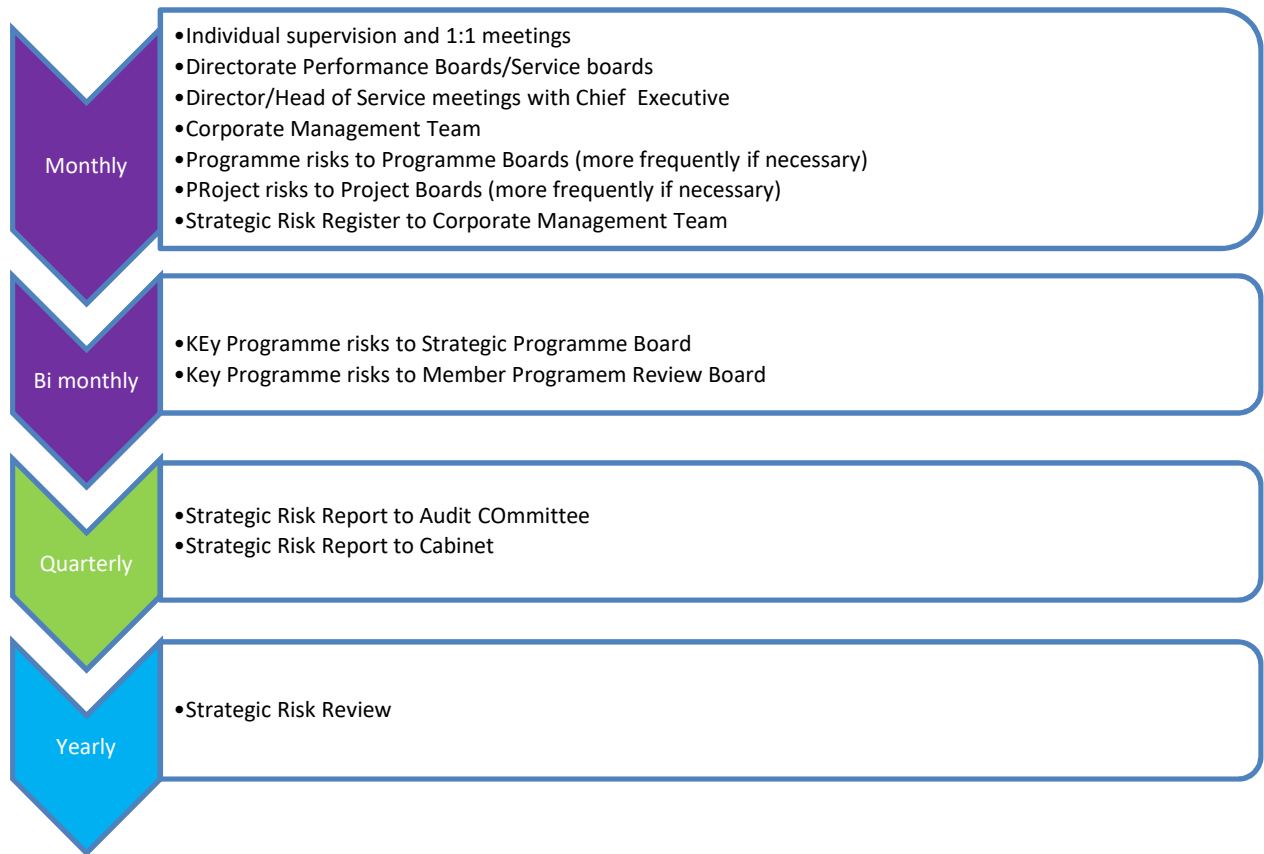 Monthly
•Individual supervision and 1:1 meetings
•Directorate Performance Boards/Service boards
•Director/Head of Service meetings with Chief  Executive
•Corporate Management Team
•Programme risks to Programme Boards (more frequently if necessary)
•PRoject risks to Project Boards (more frequently if necessary)
•Strategic Risk Register to Corporate Management Team
Bi monthly
•KEy Programme risks to Strategic Programme Board
•Key Programme risks to Member Programem Review Board
Quarterly
•Strategic Risk Report to Audit COmmittee
•Strategic Risk Report to Cabinet
Yearly
•Strategic Risk Review